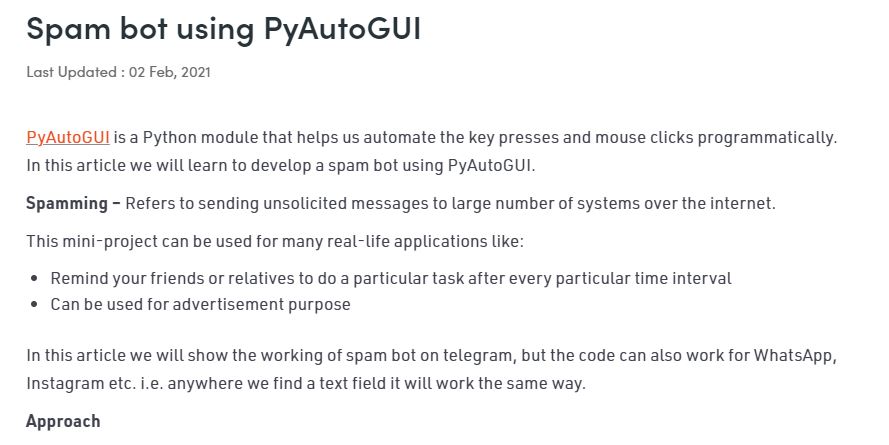 Spam bot using PyAutoGUI
Last Updated : 02 Feb, 2021
PyAutoGUI is a Python module that helps us automate the key presses and mouse clicks programmatically.
In this article we will learn to develop a spam bot using PyAutoGUI.
Spamming – Refers to sending unsolicited messages to large number of systems over the internet.
This mini-project can be used for many real-life applications like:
• Remind your friends or relatives to do a particular task after every particular time interval
• Can be used for advertisement purpose
In this article we will show the working of spam bot on telegram, but the code can also work for WhatsApp,
Instagram etc. i.e. anywhere we find a text field it will work the same way.
Approach